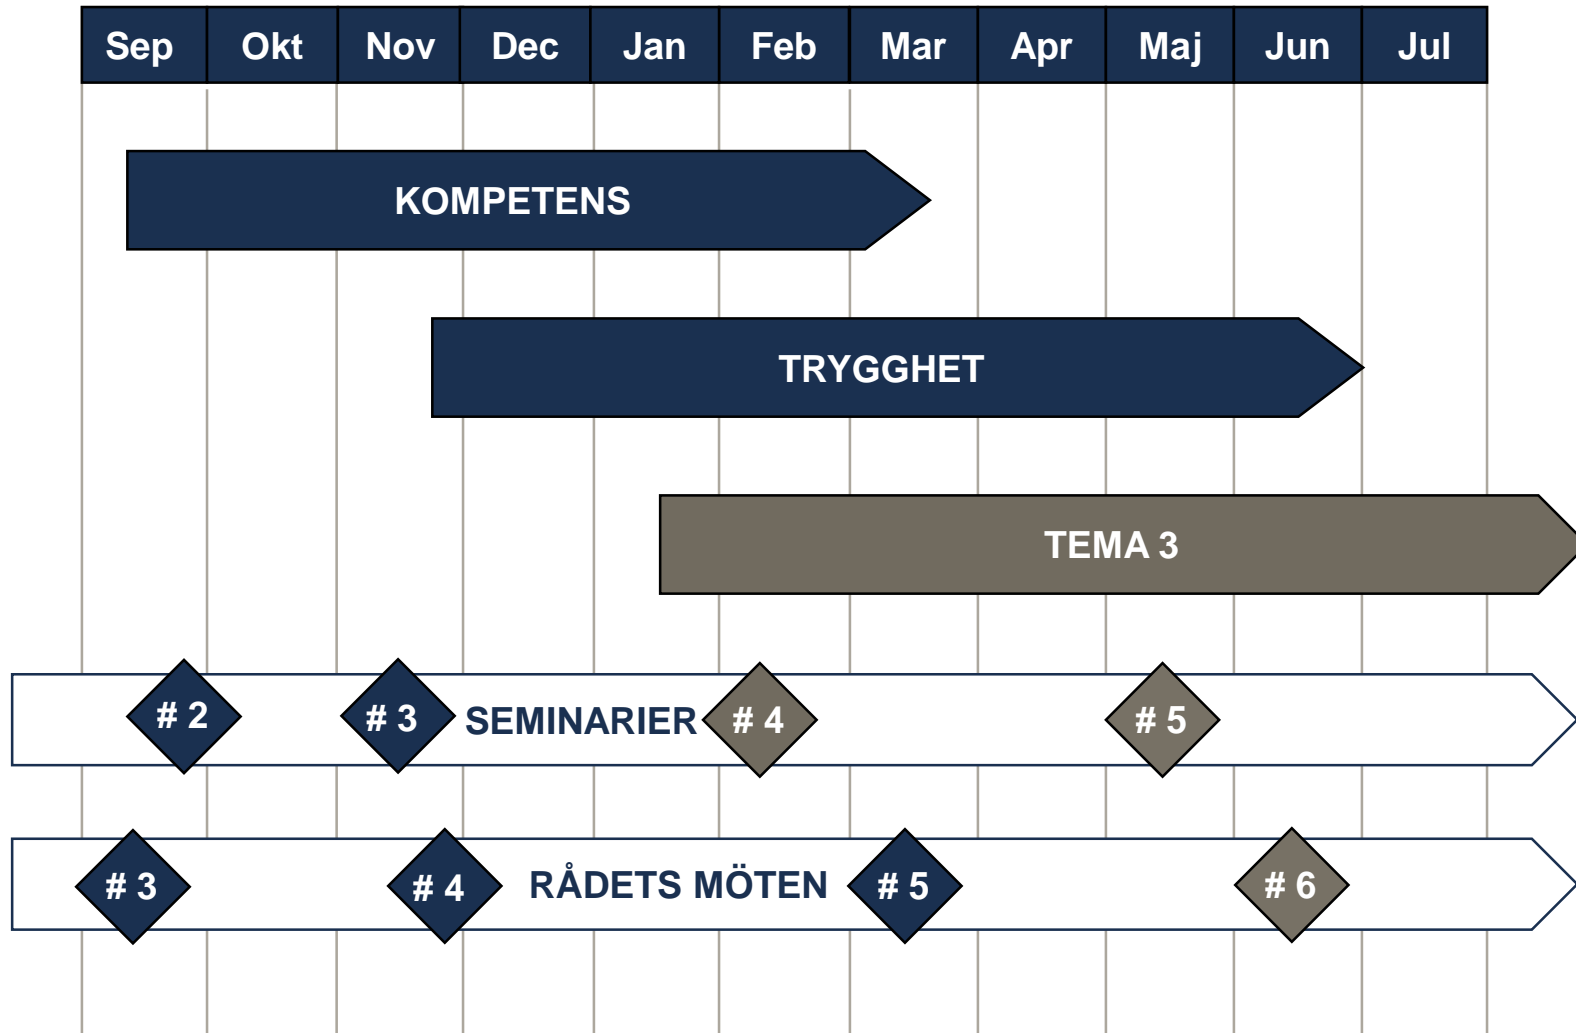 Sep Okt Nov Dec Jan Feb Mar Apr Maj Jun Jul
KOMPETENS
TRYGGHET
TEMA 3
# 2 # 3 SEMINARIER # 4 # 5
# 3 # 4 RÅDETS MÖTEN # 5 # 6